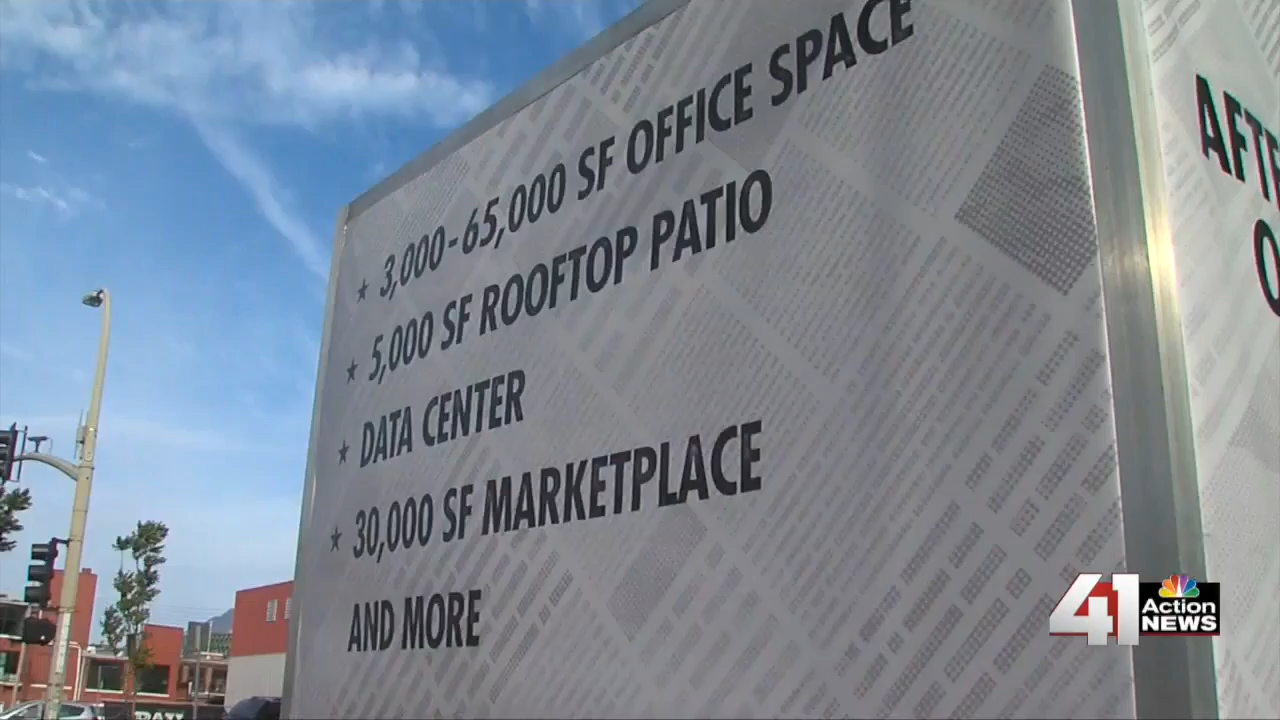 ★ 3,000-65,000 SF OFFICE SPACE
★ 5,000 SF ROOFTOP PATIO
★ DATA CENTER
★ 30,000 SF MARKETPLACE
AND MORE
41 Action
NEWS